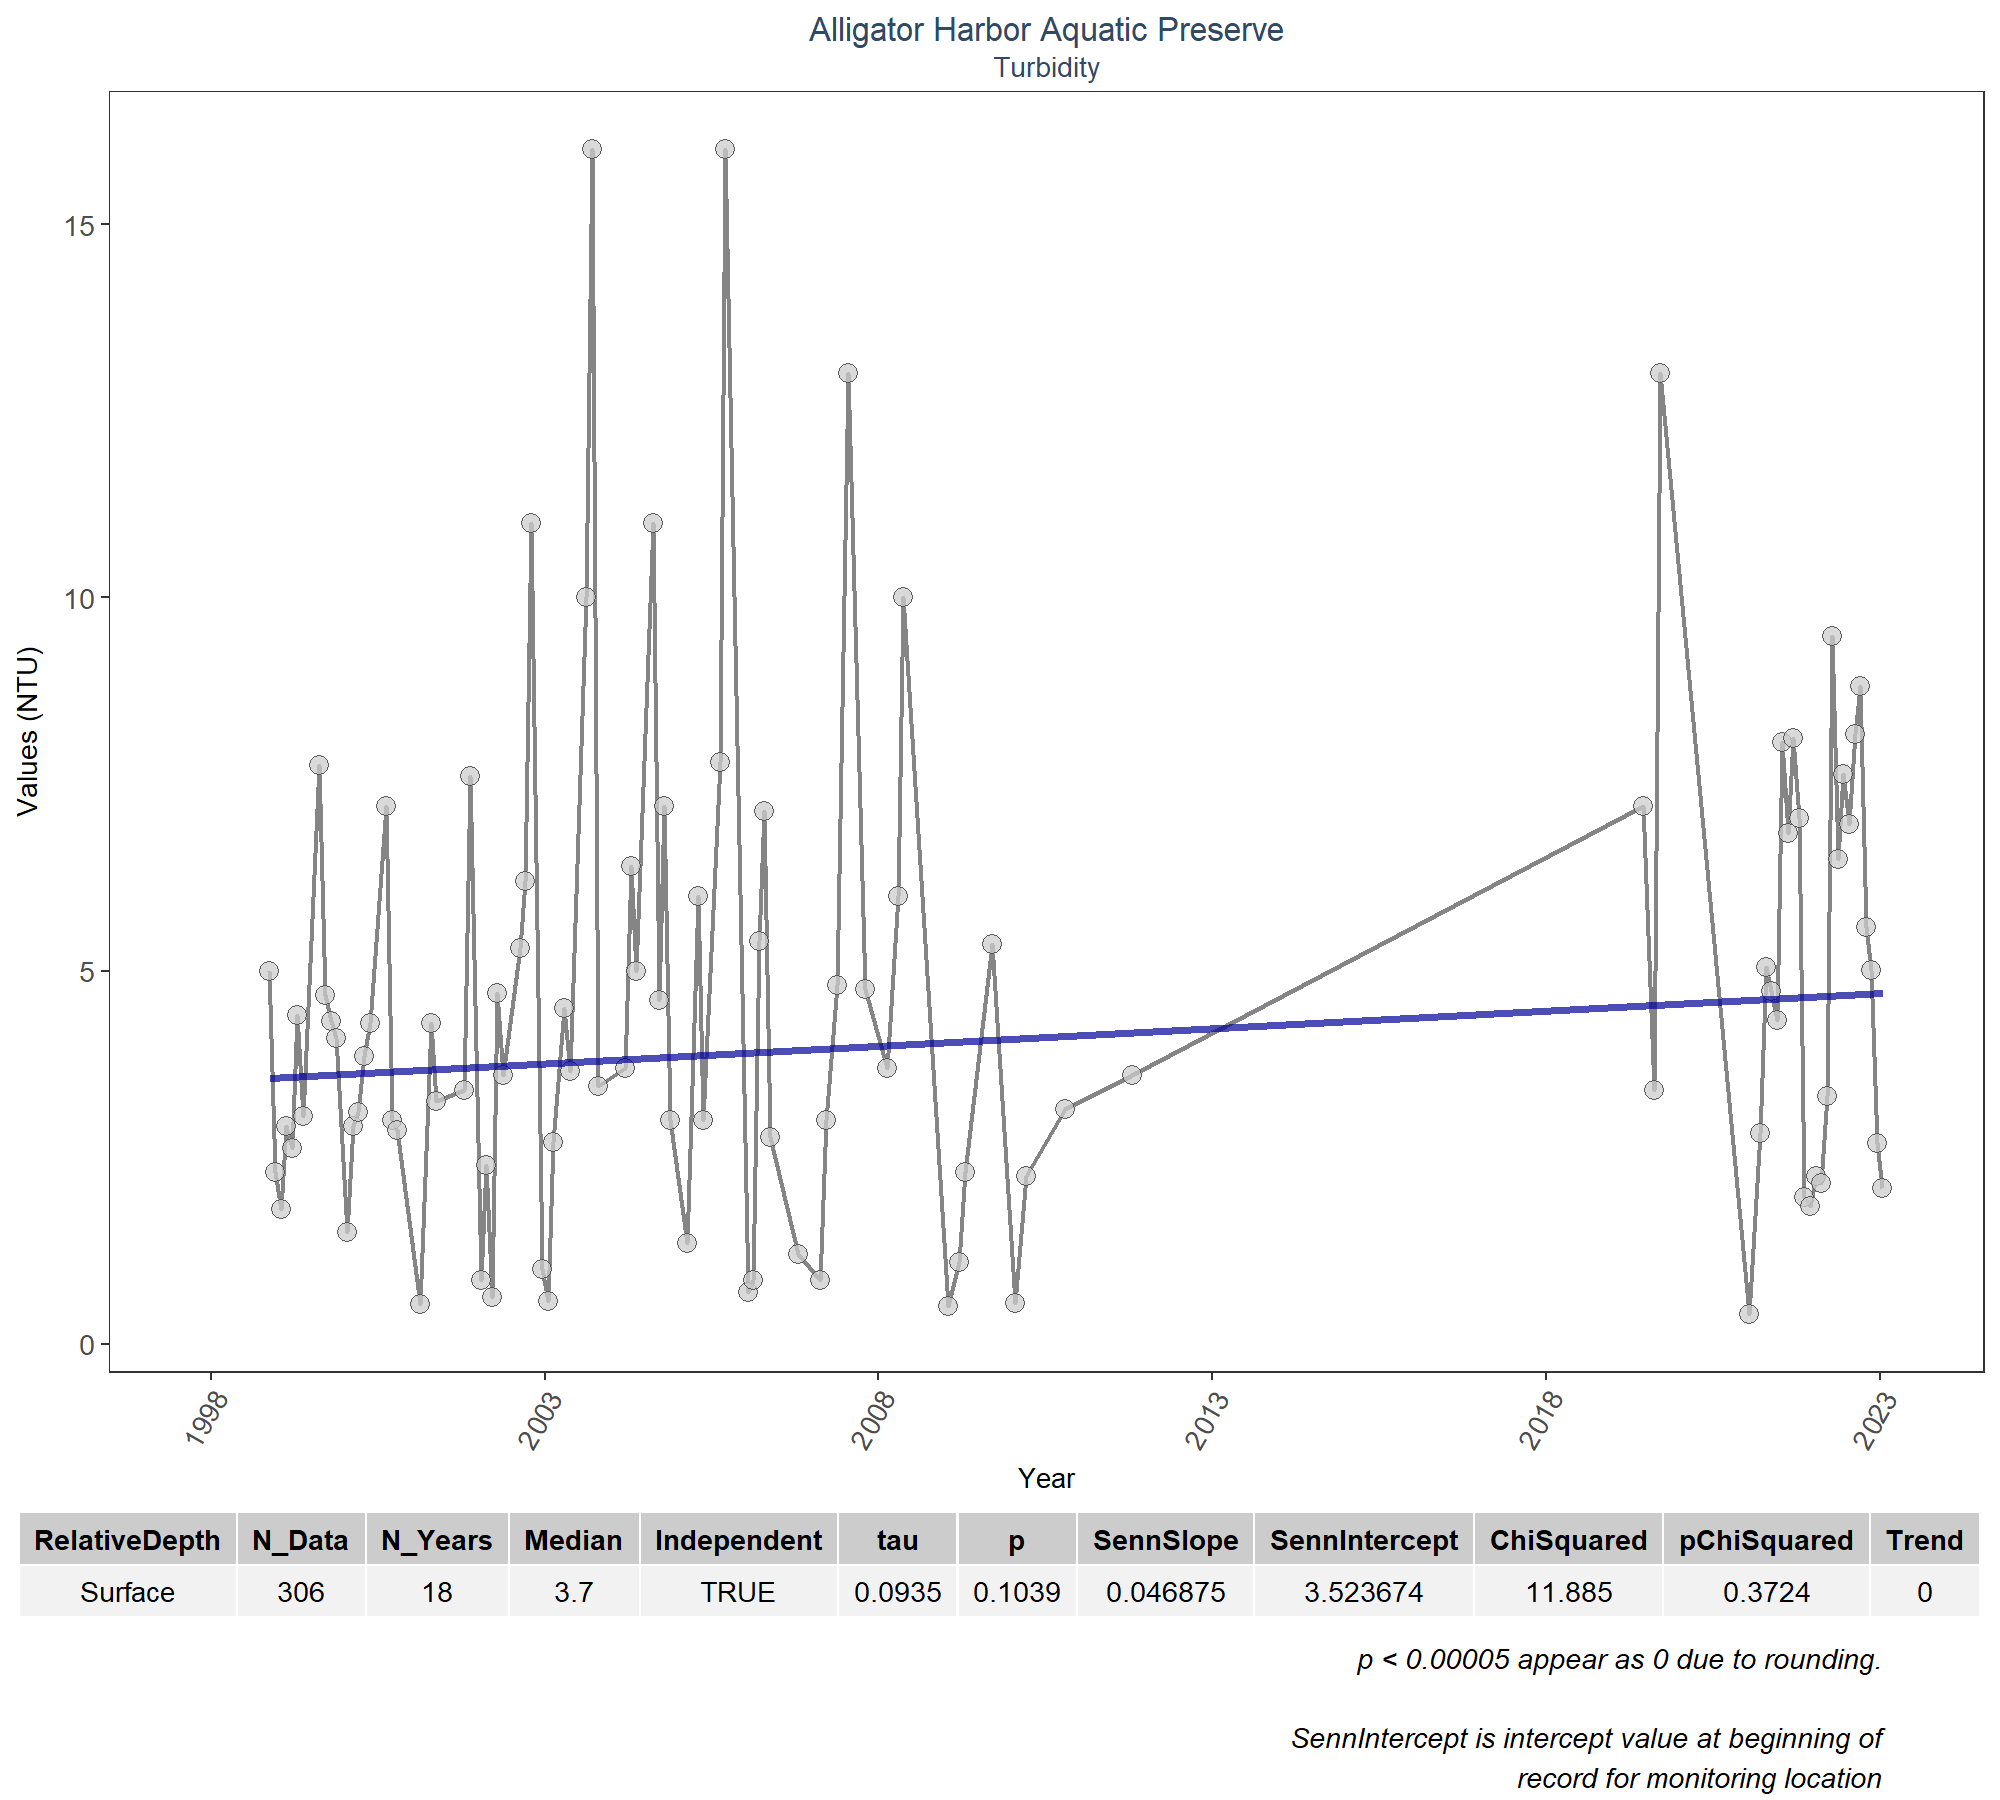 Alligator Harbor Aquatic Preserve
Turbidity
Values (NTU)
15
10
5
0
1998
2003
2008
2013
2018
2023
Year
RelativeDepth N_Data N_Years Median Independent tau p SennSlope SennIntercept ChiSquared pChiSquared Trend
Surface 306 18 3.7 TRUE 0.0935 0.1039 0.046875 3.523674 11.885 0.3724 0
p < 0.00005 appear as 0 due to rounding.
SennIntercept is intercept value at beginning of
record for monitoring location